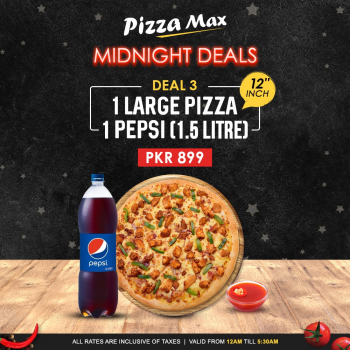 Pizza Max
MIDNIGHT DEALS
DEAL 3
12"
INCH
1 LARGE PIZZA
1 PEPSI (1.5 LITRE)
PKR 899
pepsi
ALL RATES ARE INCLUSIVE OF TAXES | VALID FROM 12AM TILL 5:30AM